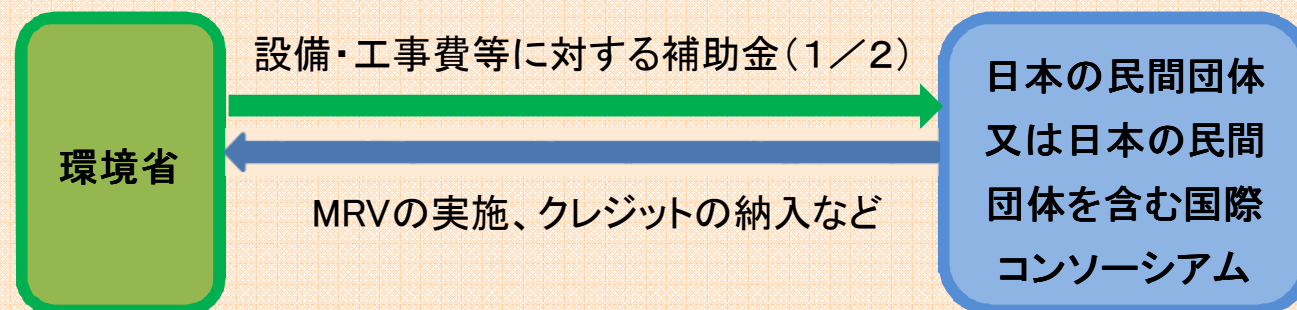 設備・工事費等に対する補助金（１／２）
環境省
MRVの実施、クレジットの納入など
日本の民間団体
又は日本の民間
団体を含む国際
コンソーシアム